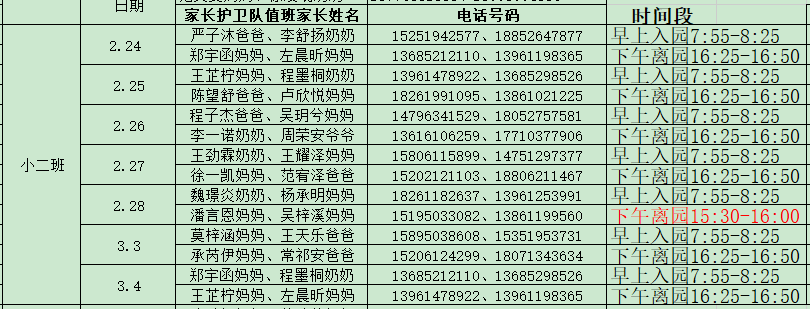 日期
家长护卫队值班家长姓名 电话号码 时间段
小二班
2.24 严子沐爸爸、李舒扬奶奶 15251942577、18852647877 早上入园7:55-8:25
郑宇函妈妈、左晨昕妈妈 13685212110、13961198365 下午离园16:25-16:50
2.25 王芷柠妈妈、程墨桐奶奶 13961478922、13685298526 早上入园7:55-8:25
陈望舒爸爸、卢欣悦妈妈 18261991095、13861021225 下午离园16:25-16:50
2.26 程子杰爸爸、吴玥兮妈妈 14796341529、18052757581 早上入园7:55-8:25
李一诺奶奶、周荣安爷爷 13616106259、17710377906 下午离园16:25-16:50
2.27 王劲霖奶奶、王耀泽妈妈 15806115899、14751297377 早上入园7:55-8:25
徐一凯妈妈、范宥泽爸爸 15202121103、18806211467 下午离园16:25-16:50
2.28 魏璟炎奶奶、杨承明妈妈 18261182637、13961253991 早上入园7:55-8:25
潘言恩妈妈、吴梓溪妈妈 15195033082、13861199560 下午离园15:30-16:00
3.3 莫梓涵妈妈、王天乐爸爸 15895038608、15351953731 早上入园7:55-8:25
承芮伊妈妈、常祁安爸爸 15206124299、18071343634 下午离园16:25-16:50
3.4 郑宇函妈妈、程墨桐奶奶 13685212110、13685298526 早上入园7:55-8:25
王芷柠妈妈、左晨昕妈妈 13961478922、13961198365 下午离园16:25-16:50